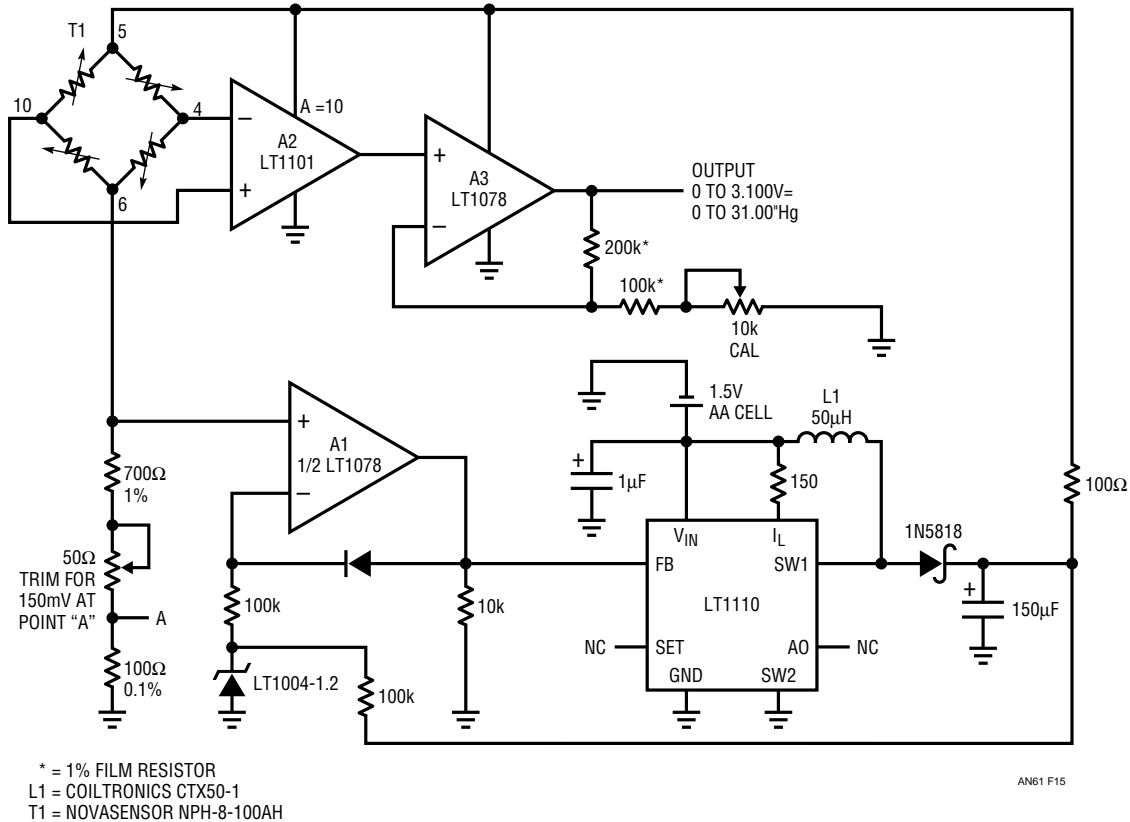 T1
5
10
4
6
A =10
−
+
A2
LT1101
+
−
A3
LT1078
OUTPUT
0 TO 3.100V=
0 TO 31.00"Hg
200k*
100k*
10k
CAL
1.5V
AA CELL
L1
50µH
+
1µF
150
100Ω
+
−
A1
1/2 LT1078
700Ω
1%
50Ω
TRIM FOR
150mV AT
POINT "A"
A
100Ω
0.1%
100k
LT1004-1.2
100k
10k
VIN
IL
FB
SW1
LT1110
NC
SET
AO
NC
GND
SW2
1N5818
+
150µF
* = 1% FILM RESISTOR
L1 = COILTRONICS CTX50-1
T1 = NOVASENSOR NPH-8-100AH
AN61 F15